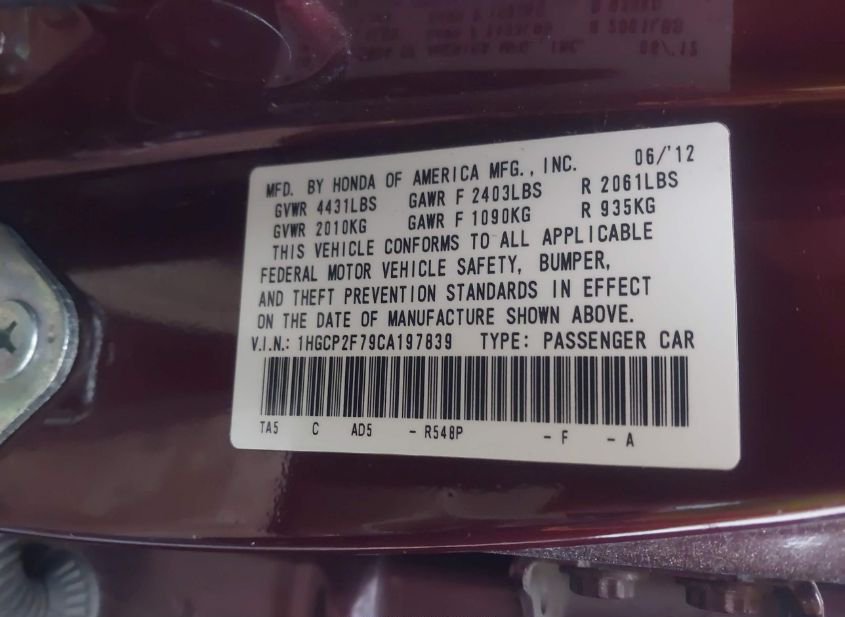 MFD. BY HONDA OF AMERICA MFG., INC. 06/'12
GVWR 4431LBS GAWR F 2403LBS R 2061LBS
GVWR 2010KG GAWR F 1090KG R 935KG
THIS VEHICLE CONFORMS TO ALL APPLICABLE
FEDERAL MOTOR VEHICLE SAFETY, BUMPER,
AND THEFT PREVENTION STANDARDS IN EFFECT
ON THE DATE OF MANUFACTURE SHOWN ABOVE.
V.I.N.: 1HGCP2F79CA197839 TYPE: PASSENGER CAR
TA5 C AD5 - R548P - F - A